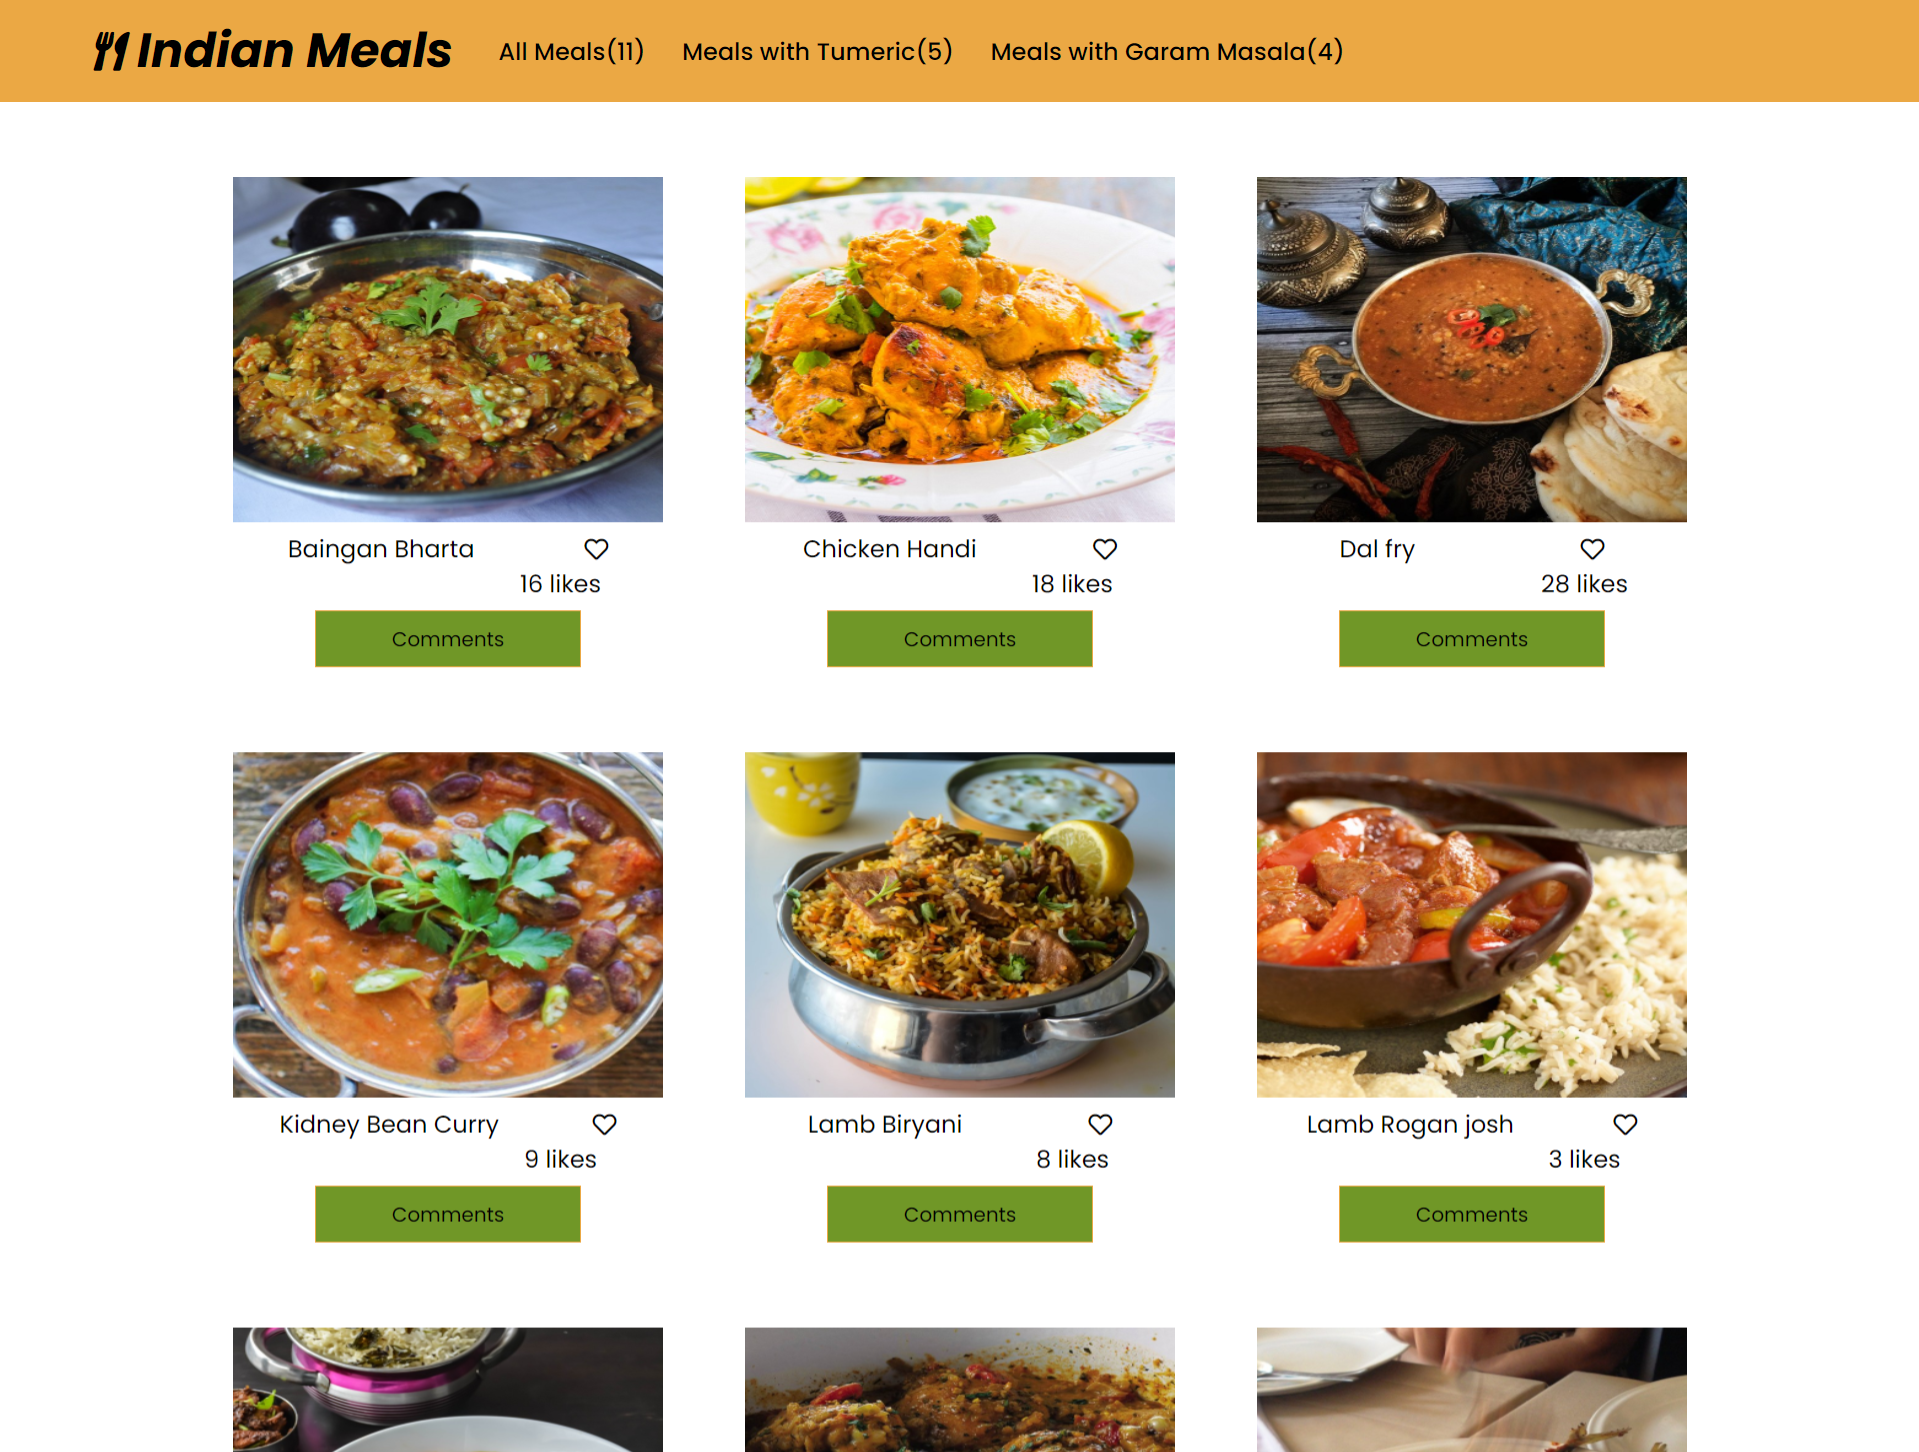 Indian Meals
All Meals(11) Meals with Tumeric(5) Meals with Garam Masala(4)
Baingan Bharta
16 likes
Comments
Chicken Handi
18 likes
Comments
Dal fry
28 likes
Comments
Kidney Bean Curry
9 likes
Comments
Lamb Biryani
8 likes
Comments
Lamb Rogan josh
3 likes
Comments